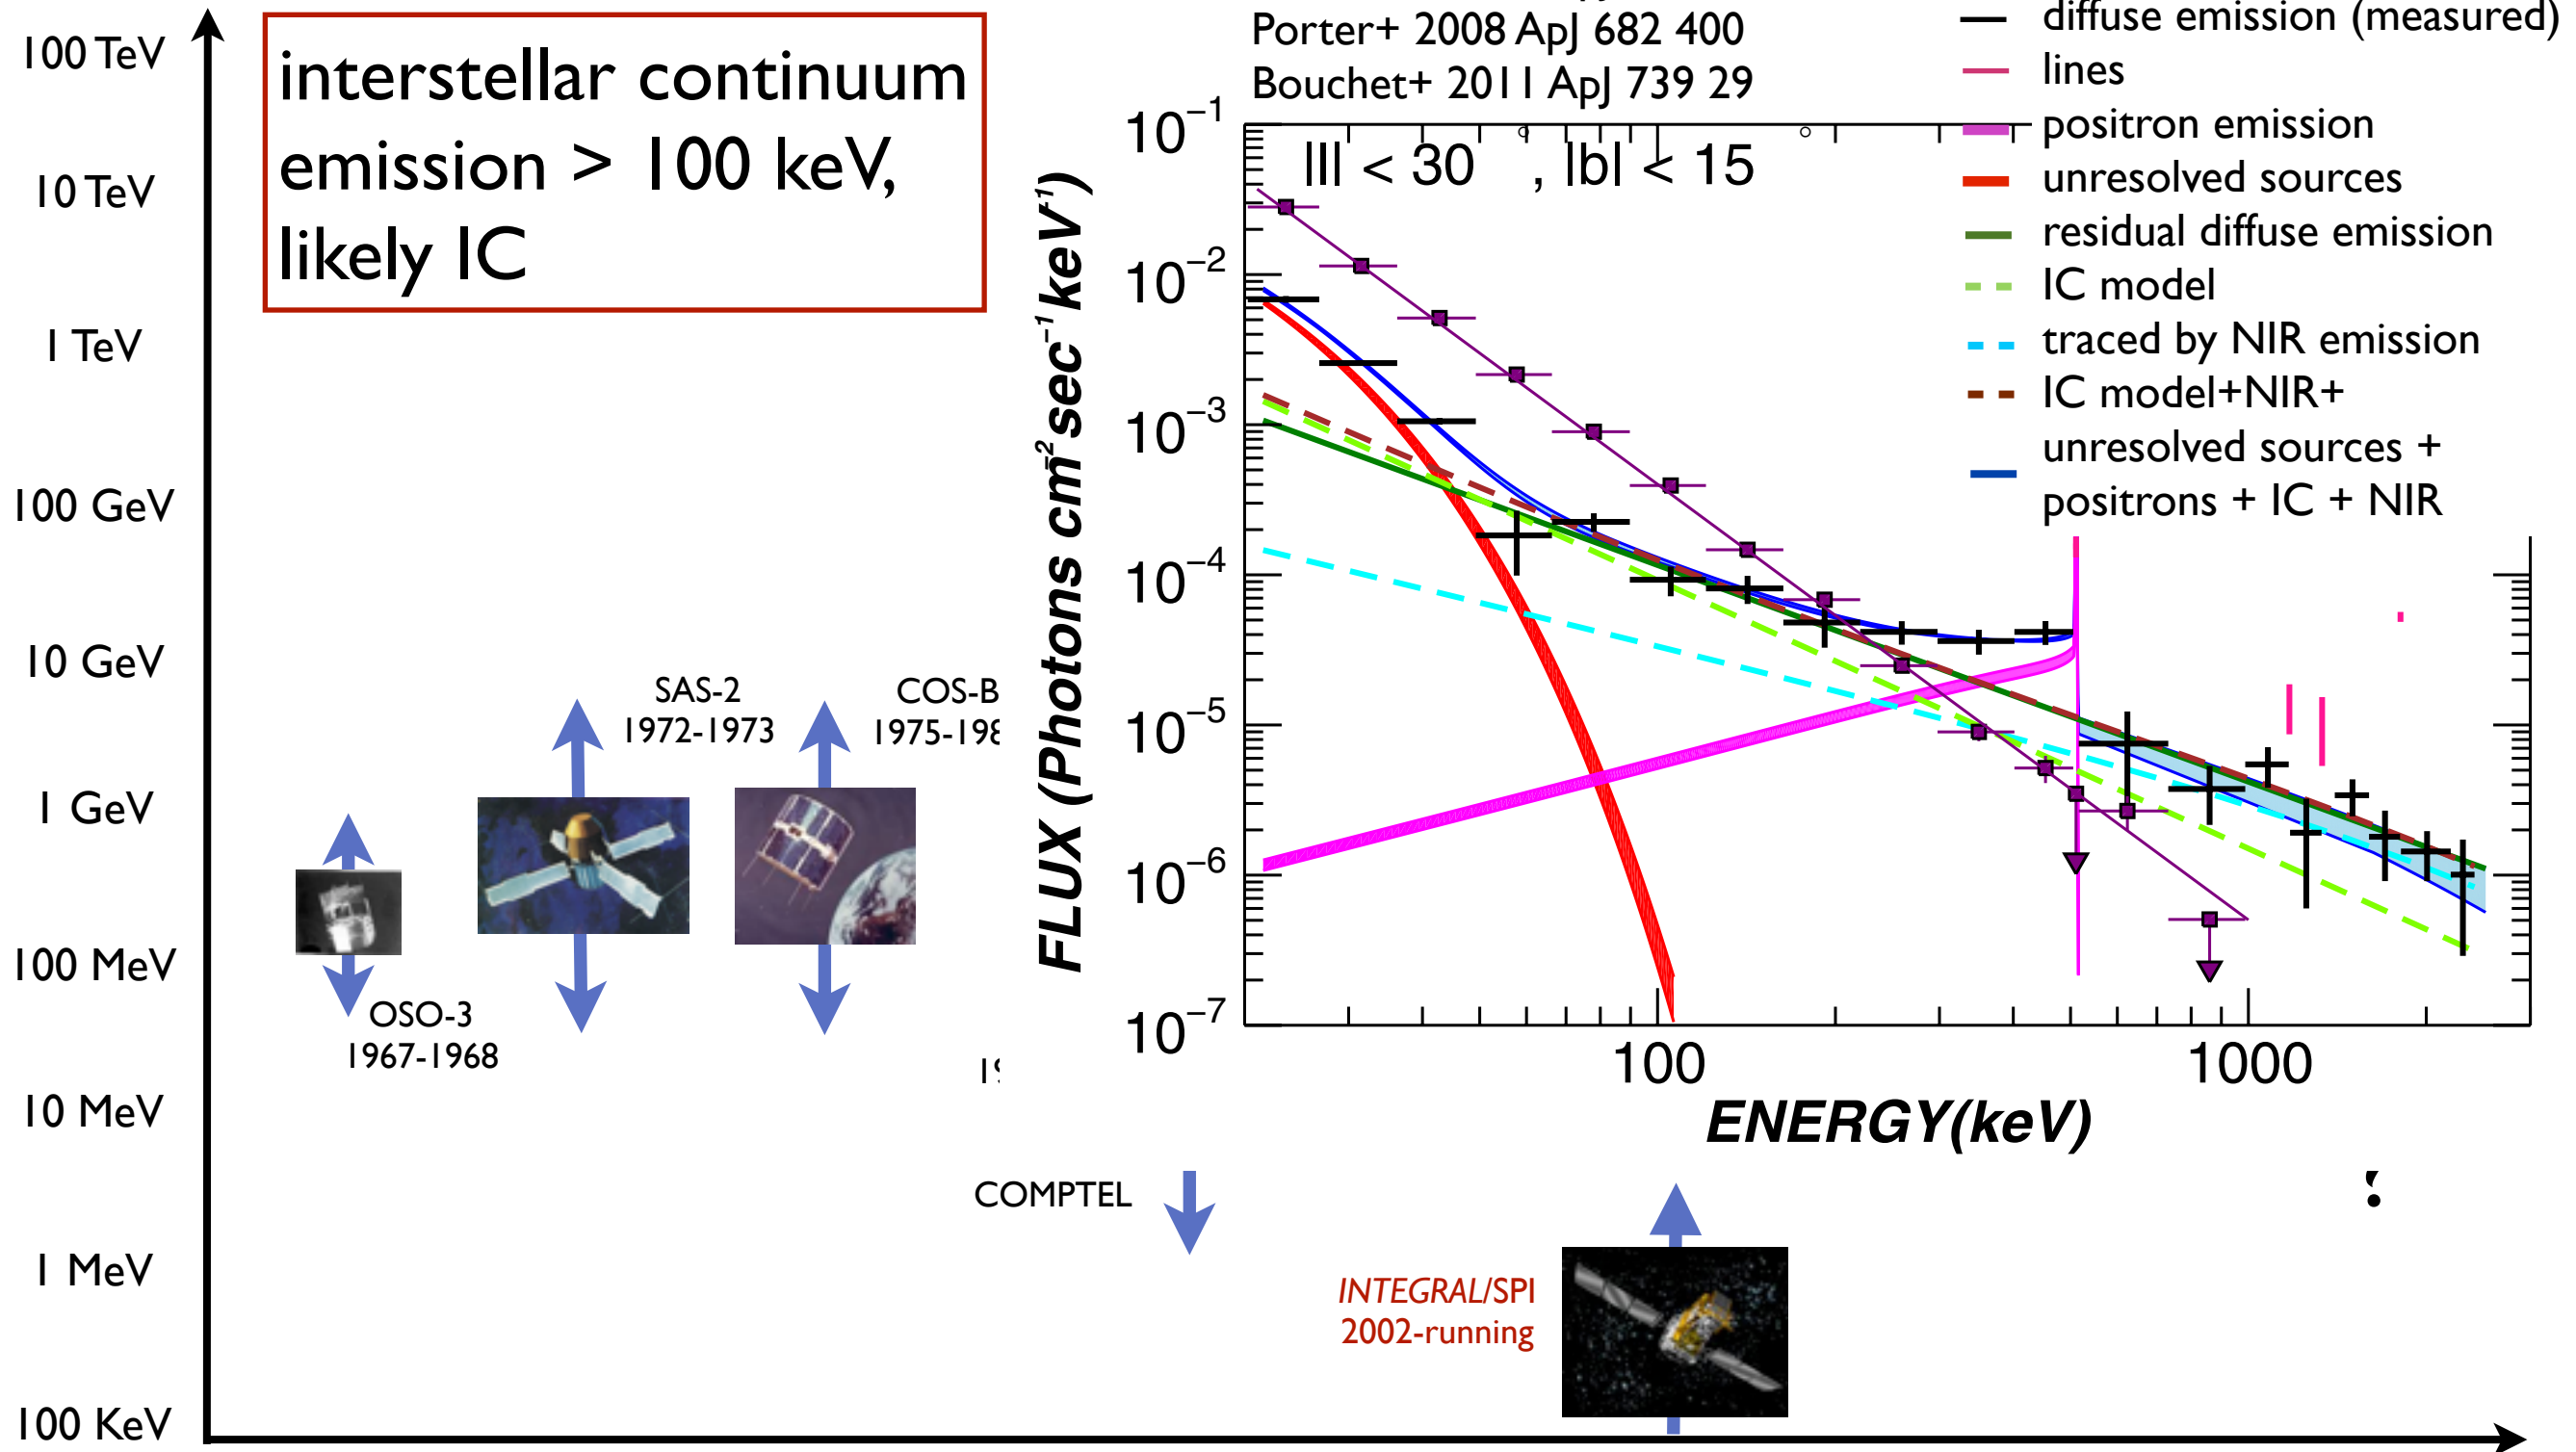 100 TeV
10 TeV
1 TeV
100 GeV
10 GeV
1 GeV
100 MeV
10 MeV
1 MeV
100 KeV
interstellar continuum
emission > 100 keV,
likely IC
SAS-2
1972-1973
COS-B
1975-198
OSO-3
1967-1968
19
COMPTEL
INTEGRAL/SPI
2002-running
Porter+ 2008 ApJ 682 400
Bouchet+ 2011 ApJ 739 29
|l| < 30°, |b| < 15°
FLUX (Photons cm⁻² sec⁻¹ keV⁻¹)
10⁻¹
10⁻²
10⁻³
10⁻⁴
10⁻⁵
10⁻⁶
10⁻⁷
100 1000
ENERGY(keV)
diffuse emission (measured)
lines
positron emission
unresolved sources
residual diffuse emission
IC model
traced by NIR emission
IC model+NIR+
unresolved sources +
positrons + IC + NIR